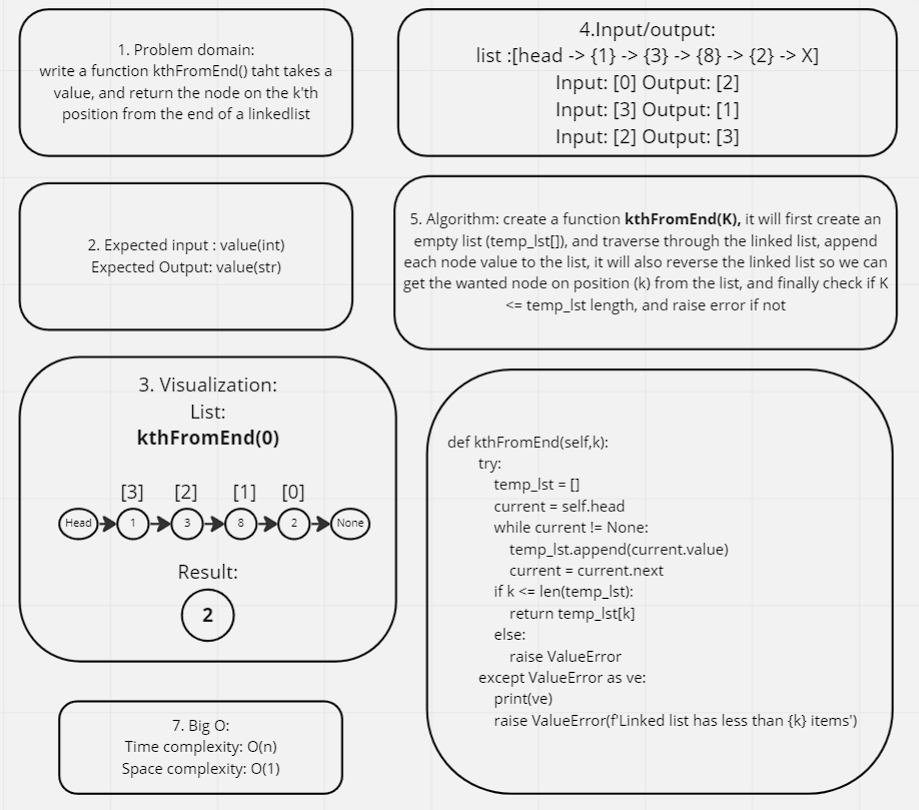 1. Problem domain:
write a function kthFromEnd() taht takes a
value, and return the node on the k'th
position from the end of a linkedlist
2. Expected input : value(int)
Expected Output: value(str)
3. Visualization:
List:
kthFromEnd(0)
[3] [2] [1] [0]
Head 1 3 8 2 None
Result:
2
7. Big O:
Time complexity: O(n)
Space complexity: O(1)
4.Input/output:
list :[head -> {1} -> {3} -> {8} -> {2} -> X]
Input: [0] Output: [2]
Input: [3] Output: [1]
Input: [2] Output: [3]
5. Algorithm: create a function kthFromEnd(K), it will first create an
empty list (temp_lst[]), and traverse through the linked list, append
each node value to the list, it will also reverse the linked list so we can
get the wanted node on position (k) from the list, and finally check if K
<= temp_lst length, and raise error if not
def kthFromEnd(self,k):
try:
temp_lst = []
current = self.head
while current != None:
temp_lst.append(current.value)
current = current.next
if k <= len(temp_lst):
return temp_lst[k]
else:
raise ValueError
except ValueError as ve:
print(ve)
raise ValueError(f'Linked list has less than {k} items')